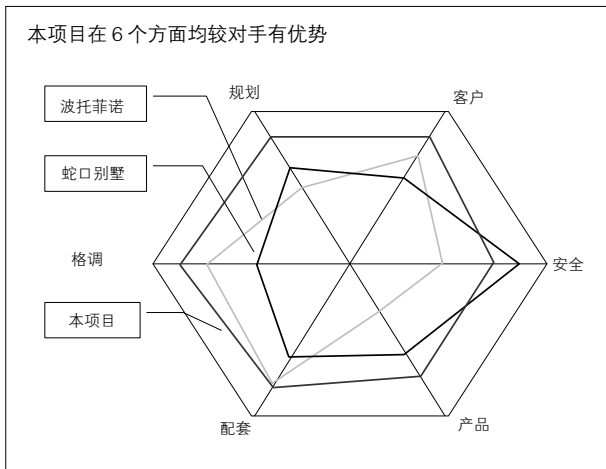 本项目在6个方面均较对手有优势
规划
客户
波托菲诺
蛇口别墅
格调
安全
本项目
配套
产品